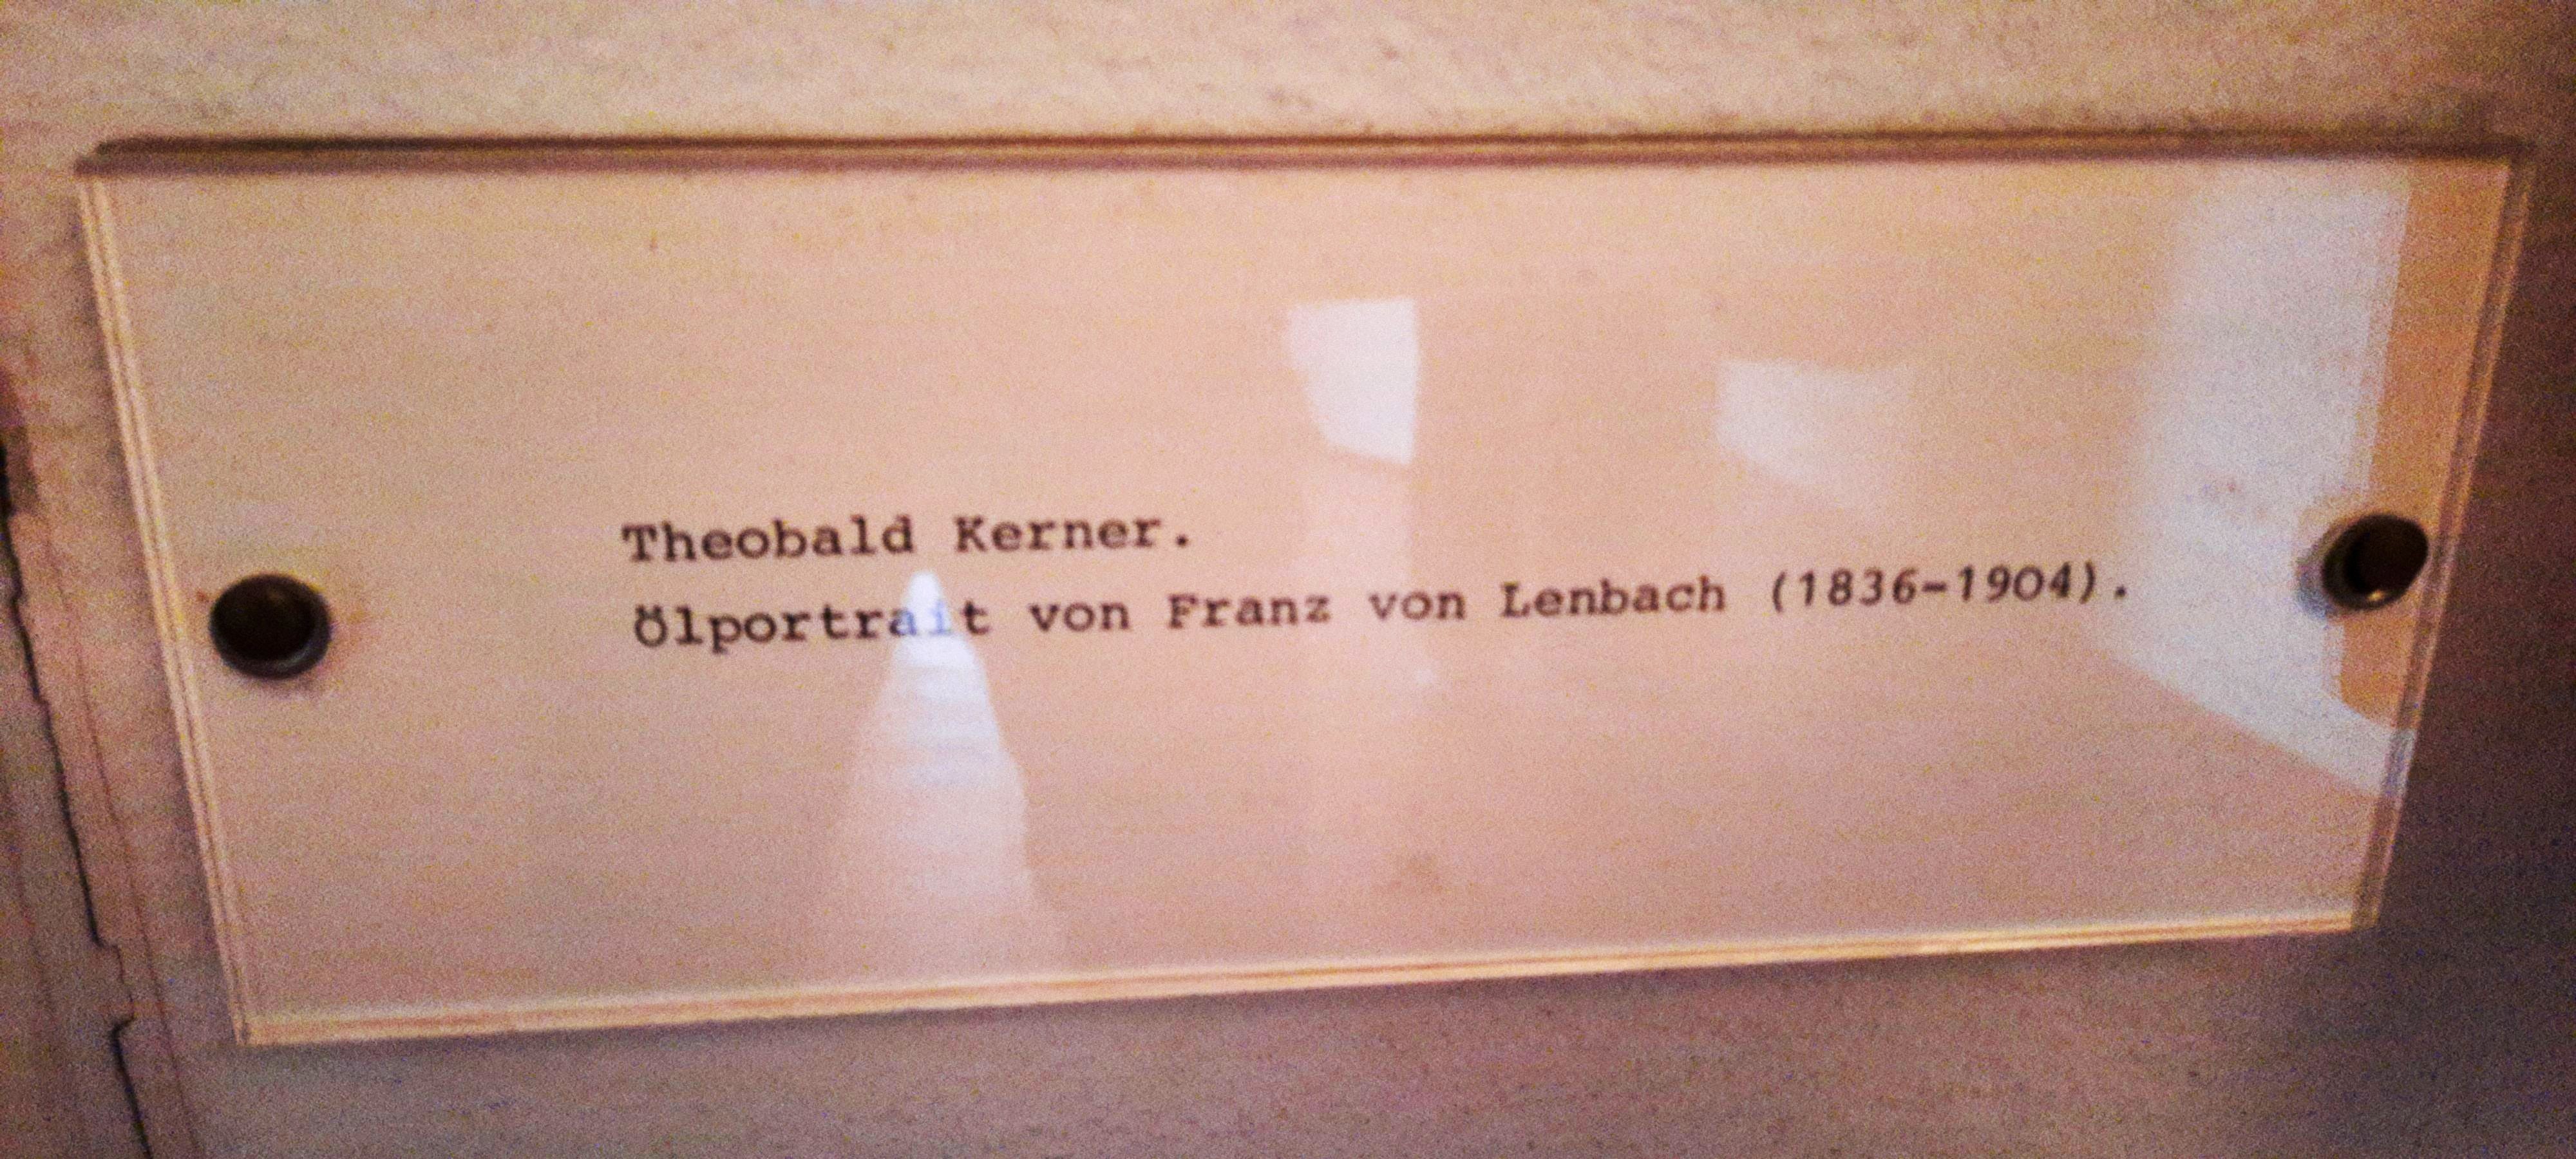 Theobald Kerner.
Ölportrait von Franz von Lenbach (1836-1904).